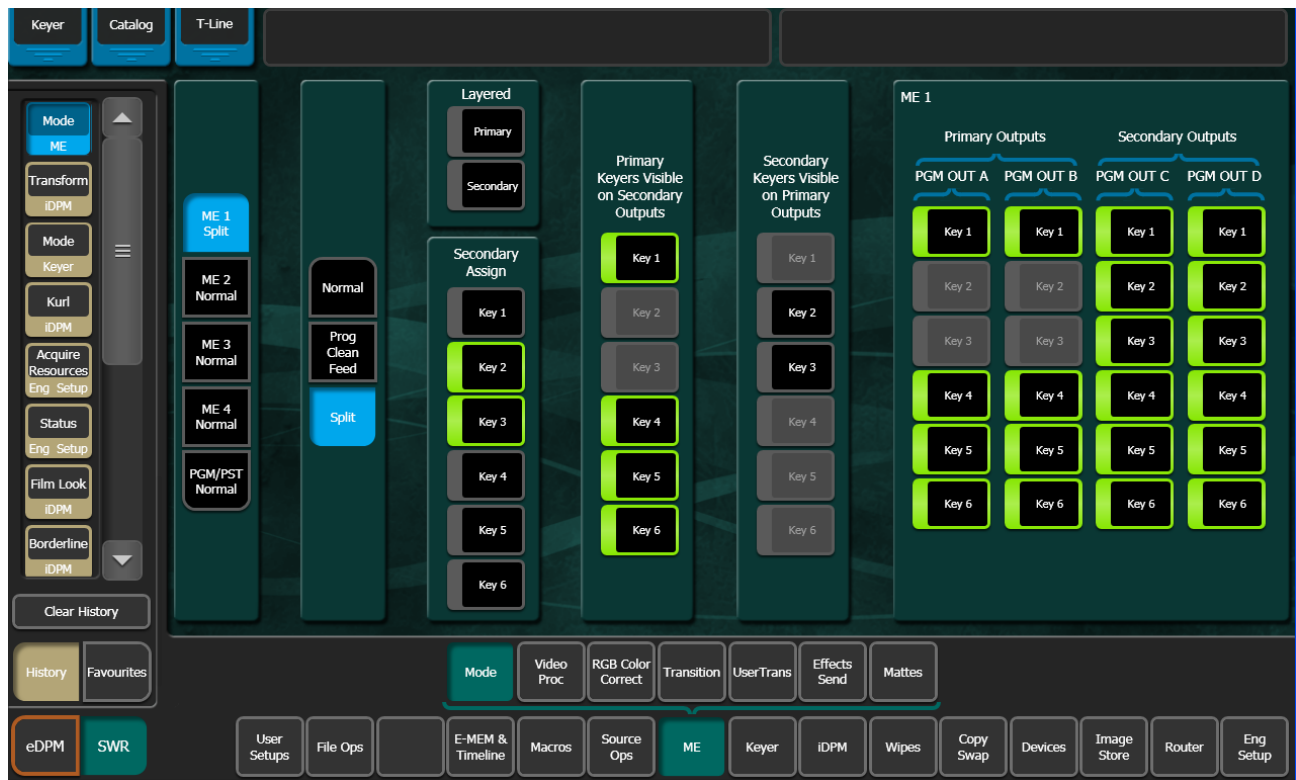 Keyer
Catalog
T-Line
Mode
ME
Transform
iDPM
Mode
Keyer
Kurl
iDPM
Acquire
Resources
Eng Setup
Status
Eng Setup
Film Look
iDPM
Borderline
iDPM
Clear History
History
Favourites
eDPM
SWR
ME 1
Split
ME 2
Normal
ME 3
Normal
ME 4
Normal
PGM/PST
Normal
Normal
Prog
Clean
Feed
Split
Layered
Primary
Secondary
Secondary
Assign
Key 1
Key 2
Key 3
Key 4
Key 5
Key 6
Primary
Keyers Visible
on Secondary
Outputs
Key 1
Key 2
Key 3
Key 4
Key 5
Key 6
Secondary
Keyers Visible
on Primary
Outputs
Key 1
Key 2
Key 3
Key 4
Key 5
Key 6
ME 1
Primary Outputs
Secondary Outputs
PGM OUT A
PGM OUT B
PGM OUT C
PGM OUT D
Key 1
Key 1
Key 1
Key 1
Key 2
Key 2
Key 2
Key 2
Key 3
Key 3
Key 3
Key 3
Key 4
Key 4
Key 4
Key 4
Key 5
Key 5
Key 5
Key 5
Key 6
Key 6
Key 6
Key 6
Mode
Video
Proc
RGB Color
Correct
Transition
UserTrans
Effects
Send
Mattes
User
Setups
File Ops
E-MEM &
Timeline
Macros
Source
Ops
ME
Keyer
iDPM
Wipes
Copy
Swap
Devices
Image
Store
Router
Eng
Setup